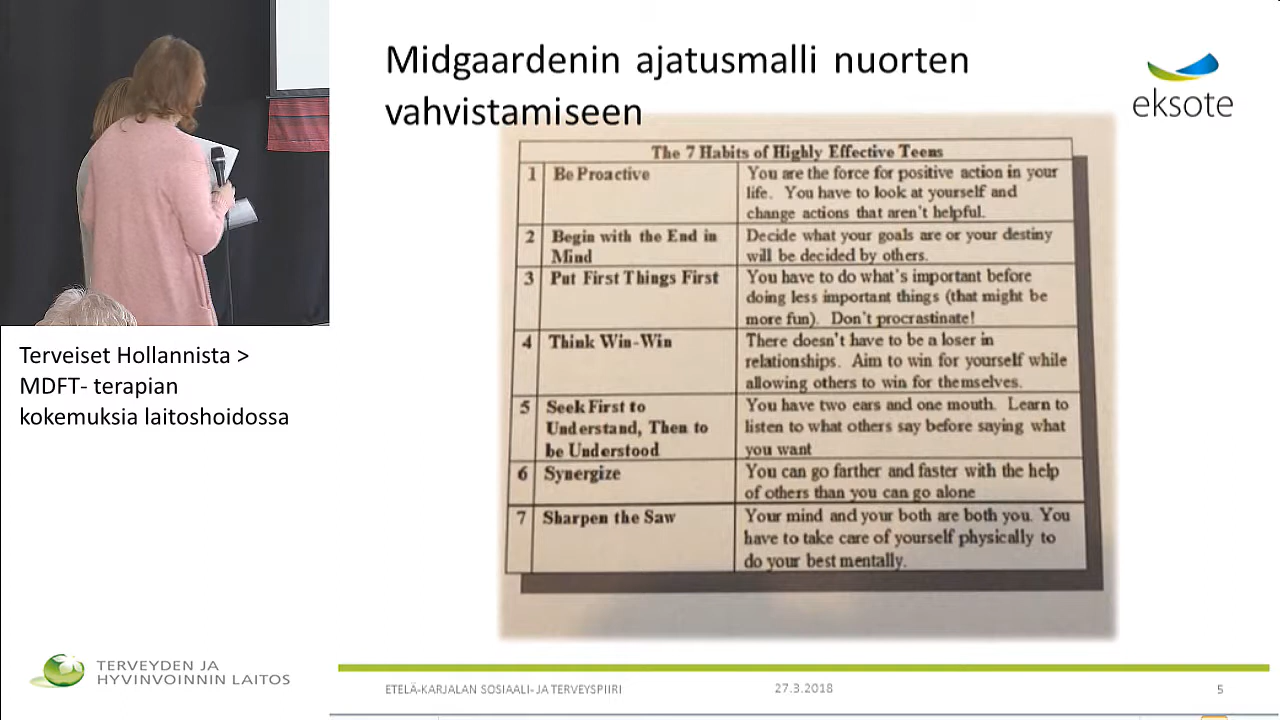 Midgaardenin ajatusmalli nuorten
vahvistamiseen
eksote
The 7 Habits of Highly Effective Teens
1 Be Proactive
You are the force for positive action in your
life. You have to look at yourself and
change actions that aren't helpful.
2 Begin with the End in
Mind
Decide what your goals are or your destiny
will be decided by others.
3 Put First Things First
You have to do what's important before
doing less important things (that might be
more fun). Don't procrastinate!
4 Think Win-Win
There doesn't have to be a loser in
relationships. Aim to win for yourself while
allowing others to win for themselves.
5 Seek First to
Understand, Then to
be Understood
You have two ears and one mouth. Learn to
listen to what others say before saying what
you want
6 Synergize
You can go farther and faster with the help
of others than you can go alone
7 Sharpen the Saw
Your mind and your both are both you. You
have to take care of yourself physically to
do your best mentally.
Terveiset Hollannista >
MDFT- terapian
kokemuksia laitoshoidossa
TERVEYDEN JA
HYVINVOINNIN LAITOS
ETELÄ-KARJALAN SOSIAALI- JA TERVEYSPIIRI
27.3.2018
5